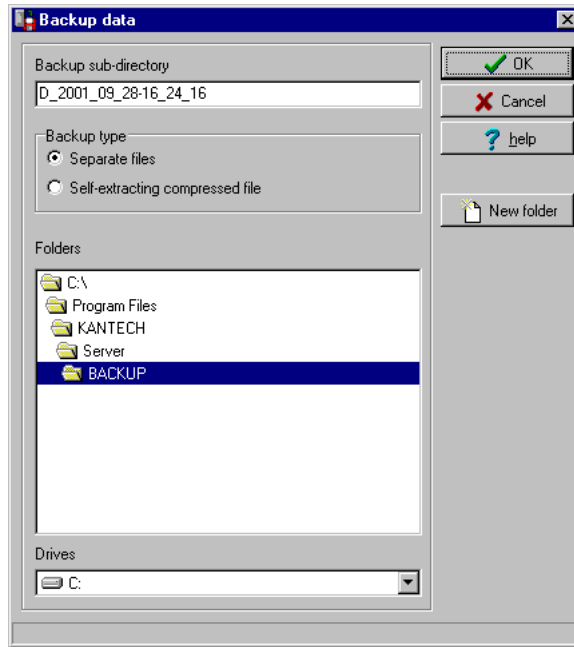 Backup data
Backup sub-directory
D_2001_09_28-16_24_16
Backup type
Separate files
Self-extracting compressed file
Folders
C:\
Program Files
KANTECH
Server
BACKUP
Drives
C:
OK
Cancel
help
New folder